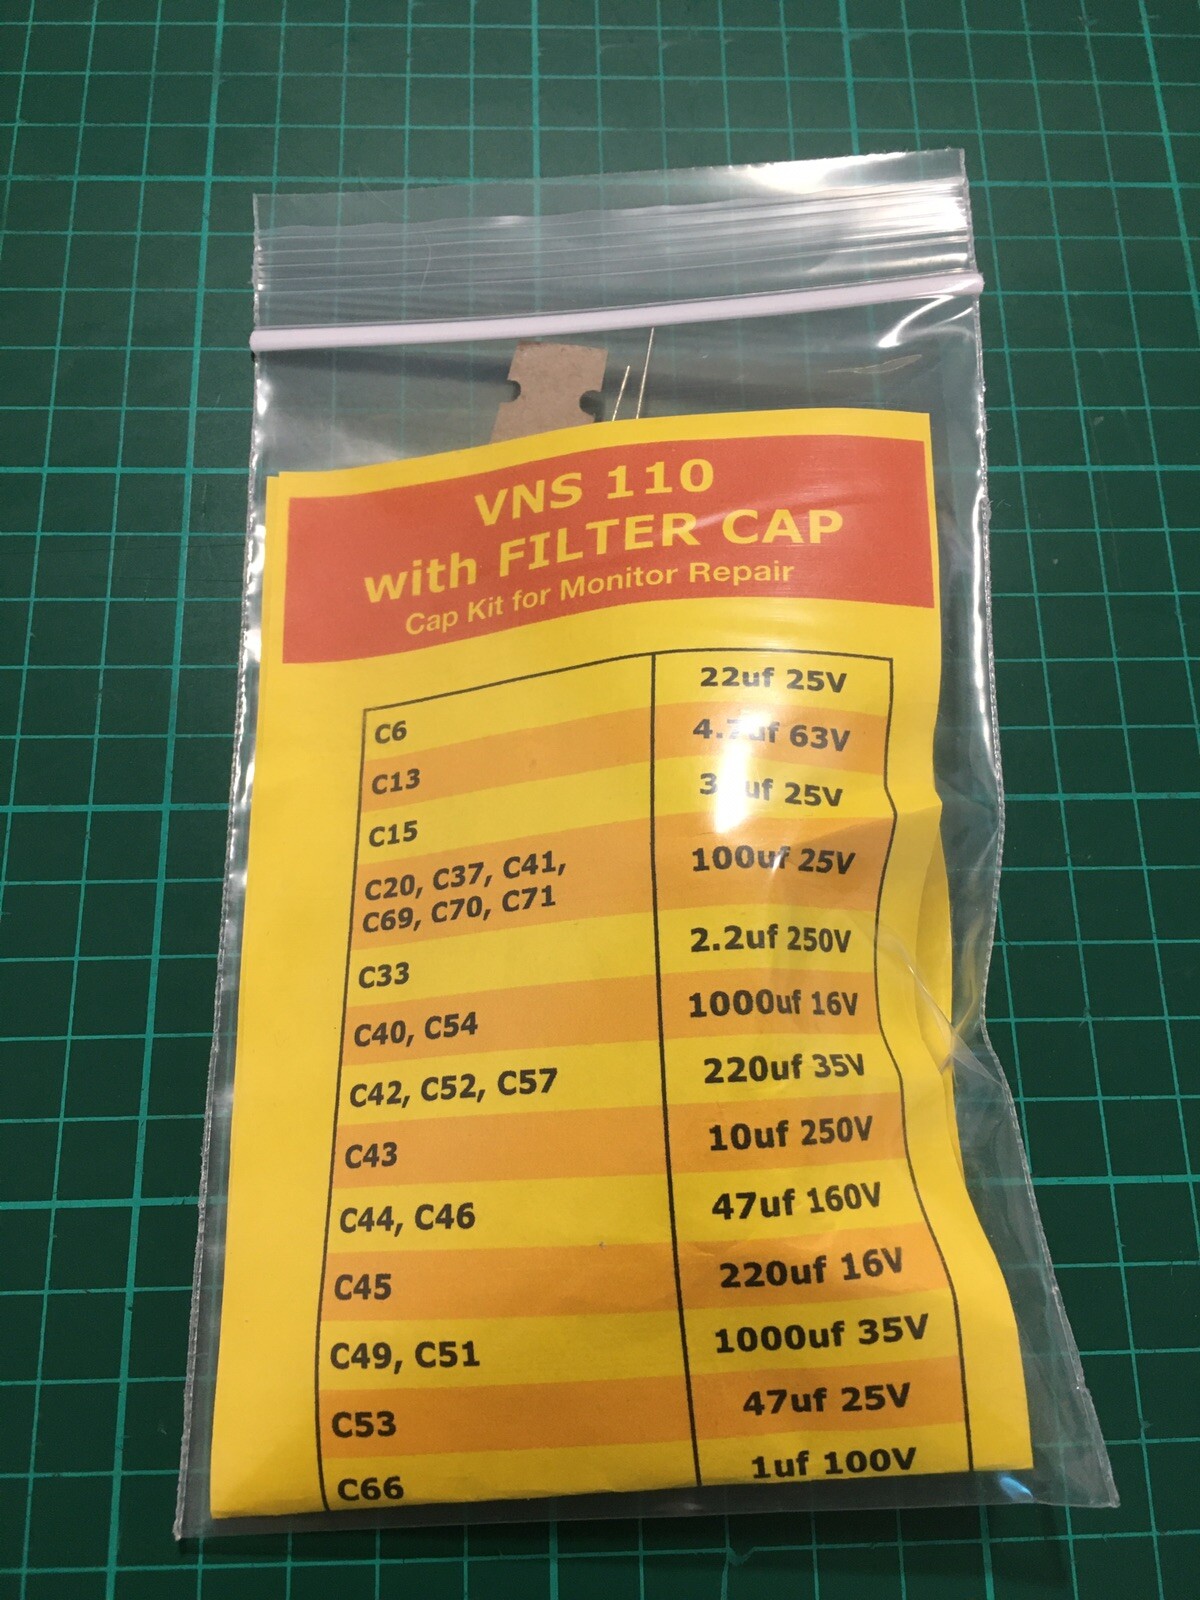 VNS 110
with FILTER CAP
Cap Kit for Monitor Repair
C6 22uf 25V
C13 63V
C15 25V
C20, C37, C41, 100uf 25V
C69, C70, C71
C33 2.2uf 250V
C40, C54 1000uf 16V
C42, C52, C57 220uf 35V
C43 10uf 250V
C44, C46 47uf 160V
C45 220uf 16V
C49, C51 1000uf 35V
C53 47uf 25V
C66 1uf 100V